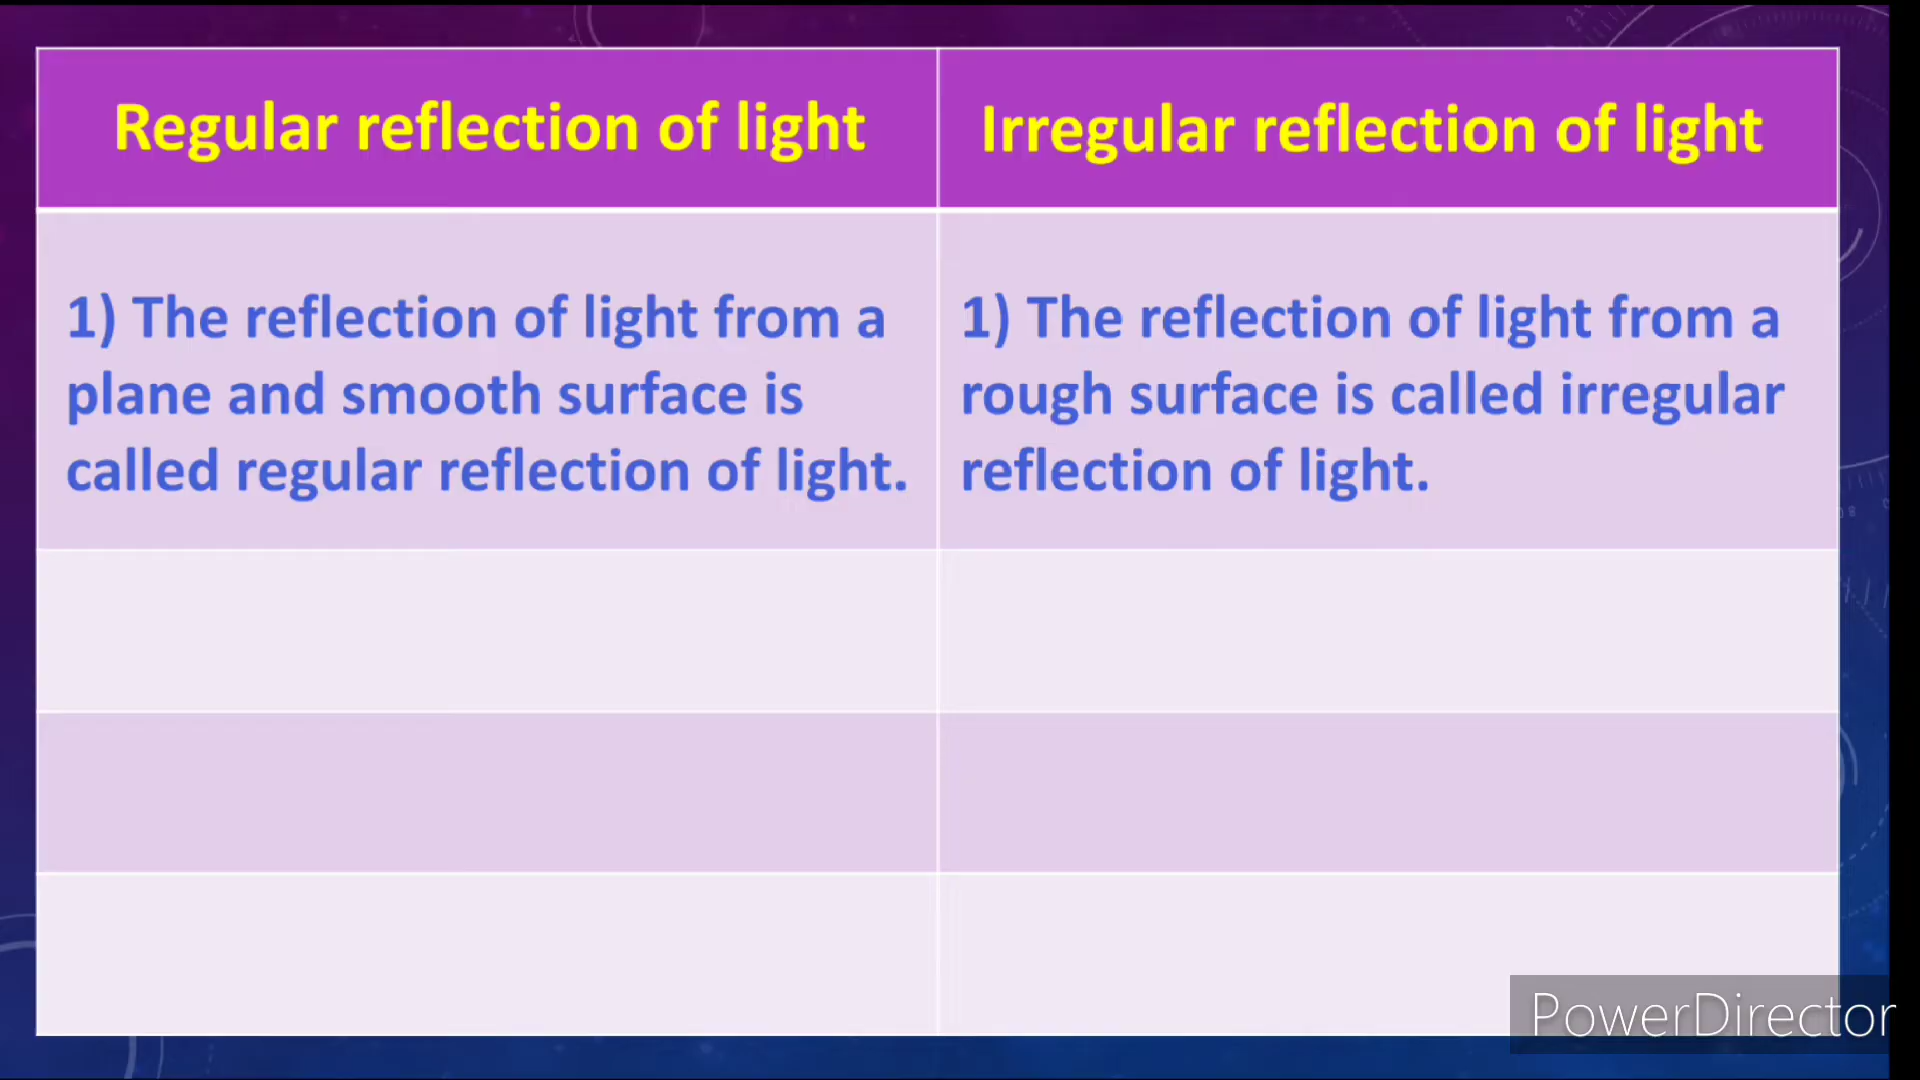 Regular reflection of light
Irregular reflection of light
1) The reflection of light from a
plane and smooth surface is
called regular reflection of light.
1) The reflection of light from a
rough surface is called irregular
reflection of light.
PowerDirector